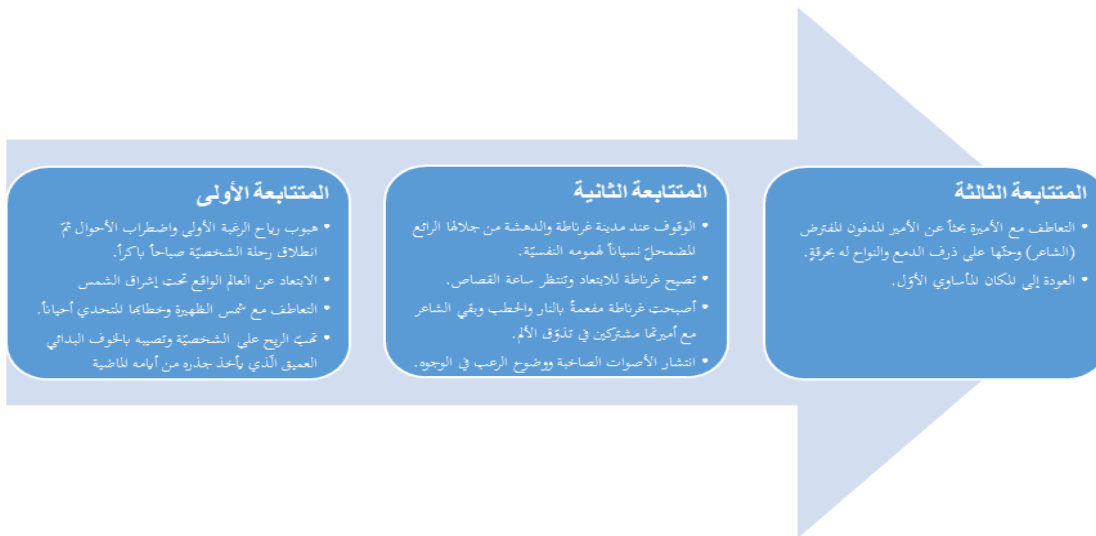 المتتابعة الأولى
• هبوب رياح الرغبة الأولى واضطراب الأحوال ثمّ
انطلاق رحلة الشخصيّة صباحاً باكراً.
• الابتعاد عن العالم الواقع تحت إشراق الشمس
• التعاطف مع شمس الظهيرة وخطابها المتحدي أحياناً.
• تهبّ الريح على الشخصيّة وتصيبه بالخوف البدائي
العميق الّذي يأخذ جذره من أيامه الماضية
المتتابعة الثانية
• الوقوف عند مدينة غرناطة والدهشة من جلالها الرائع
المضمحلّ نسياناً لهمومه النفسيّة.
• تصيح غرناطة للابتعاد وتنتظر ساعة القصاص.
• أصبحت غرناطة مفعمةً بالنار والحطب وبقي الشاعر
مع أميرتها مشتركين في تذوّق الألم.
• انتشار الأصوات الصاخبة ووضوح الرعب في الوجوه.
المتتابعة الثالثة
• التعاطف مع الأميرة بحثاً عن الأمير المدفون المفترض
(الشاعر) وحثّها على ذرف الدمع والنواح له بحرقةٍ.
• العودة إلى المكان المأساوي الأوّل.